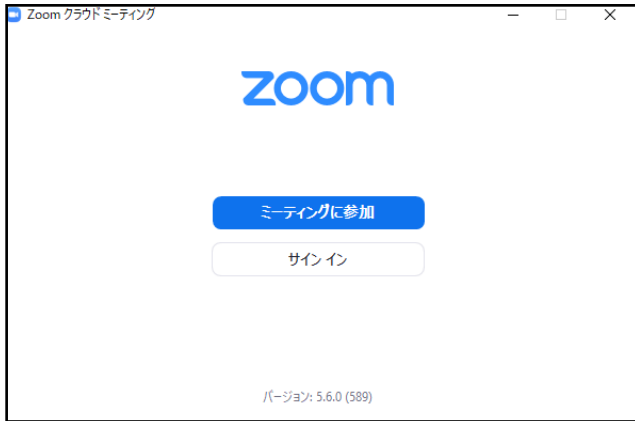 Zoom クラウド ミーティング
zoom
ミーティングに参加
サイン イン
バージョン: 5.6.0 (589)